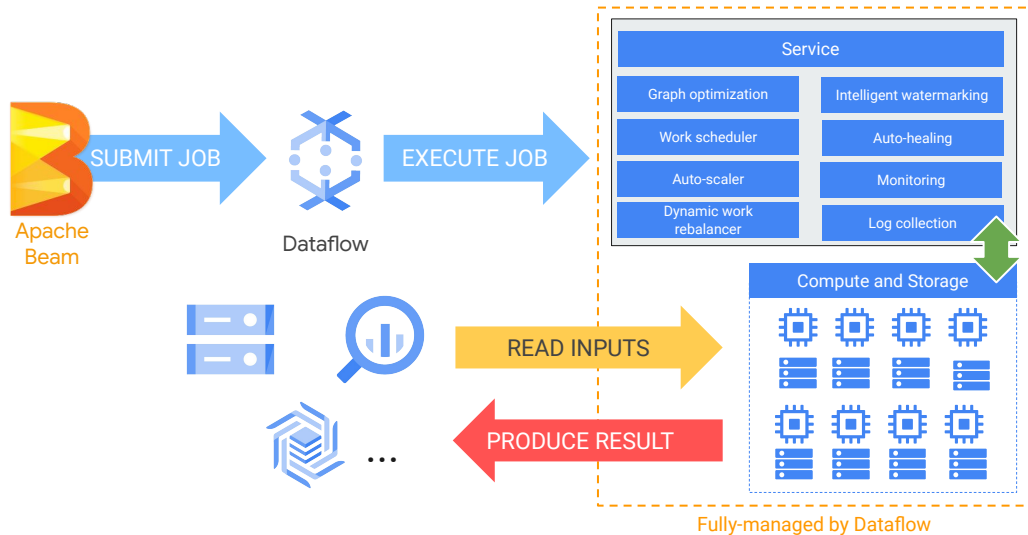 Service
Graph optimization
Intelligent watermarking
Work scheduler
Auto-healing
Auto-scaler
Monitoring
Dynamic work
rebalancer
Log collection
SUBMIT JOB
EXECUTE JOB
Apache
Beam
Dataflow
Compute and Storage
READ INPUTS
PRODUCE RESULT
...
Fully-managed by Dataflow